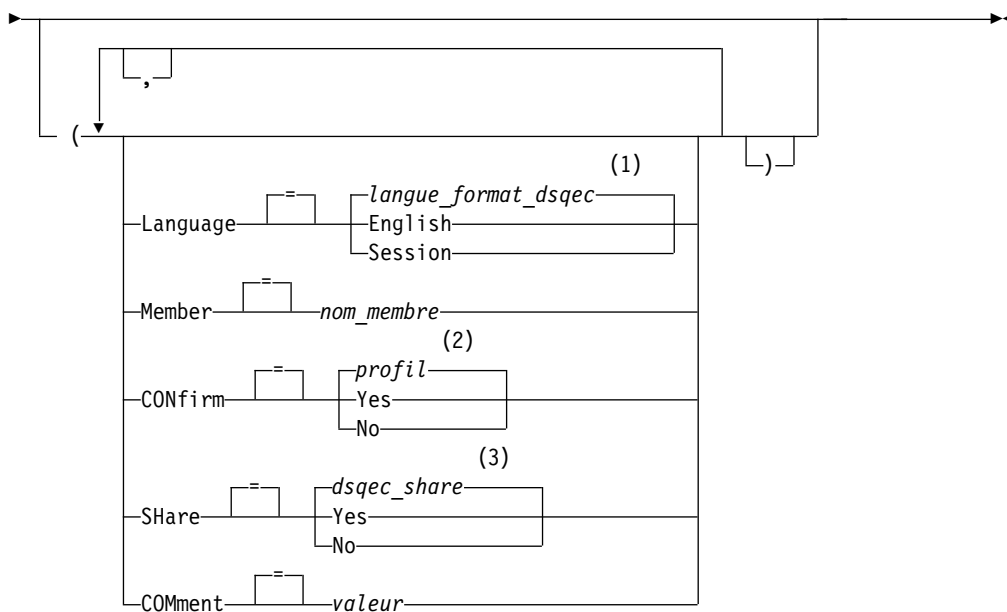 ,
(
)
(1)
Language = langue_format_dsqec
English
Session
Member = nom_membre
(2)
CONfirm = profil
Yes
No
(3)
SHare = dsqec_share
Yes
No
COMment = valeur